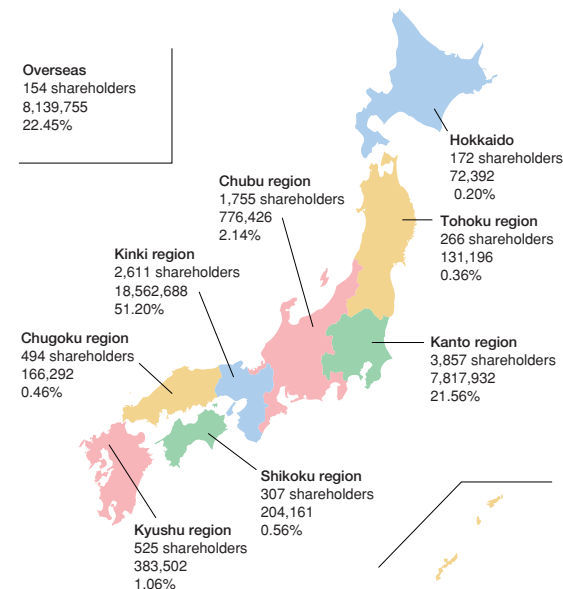 Overseas
154 shareholders
8,139,755
22.45%
Hokkaido
172 shareholders
72,392
0.20%
Chubu region
1,755 shareholders
776,426
2.14%
Tohoku region
266 shareholders
131,196
0.36%
Kinki region
2,611 shareholders
18,562,688
51.20%
Chugoku region
494 shareholders
166,292
0.46%
Kanto region
3,857 shareholders
7,817,932
21.56%
Shikoku region
307 shareholders
204,161
0.56%
Kyushu region
525 shareholders
383,502
1.06%